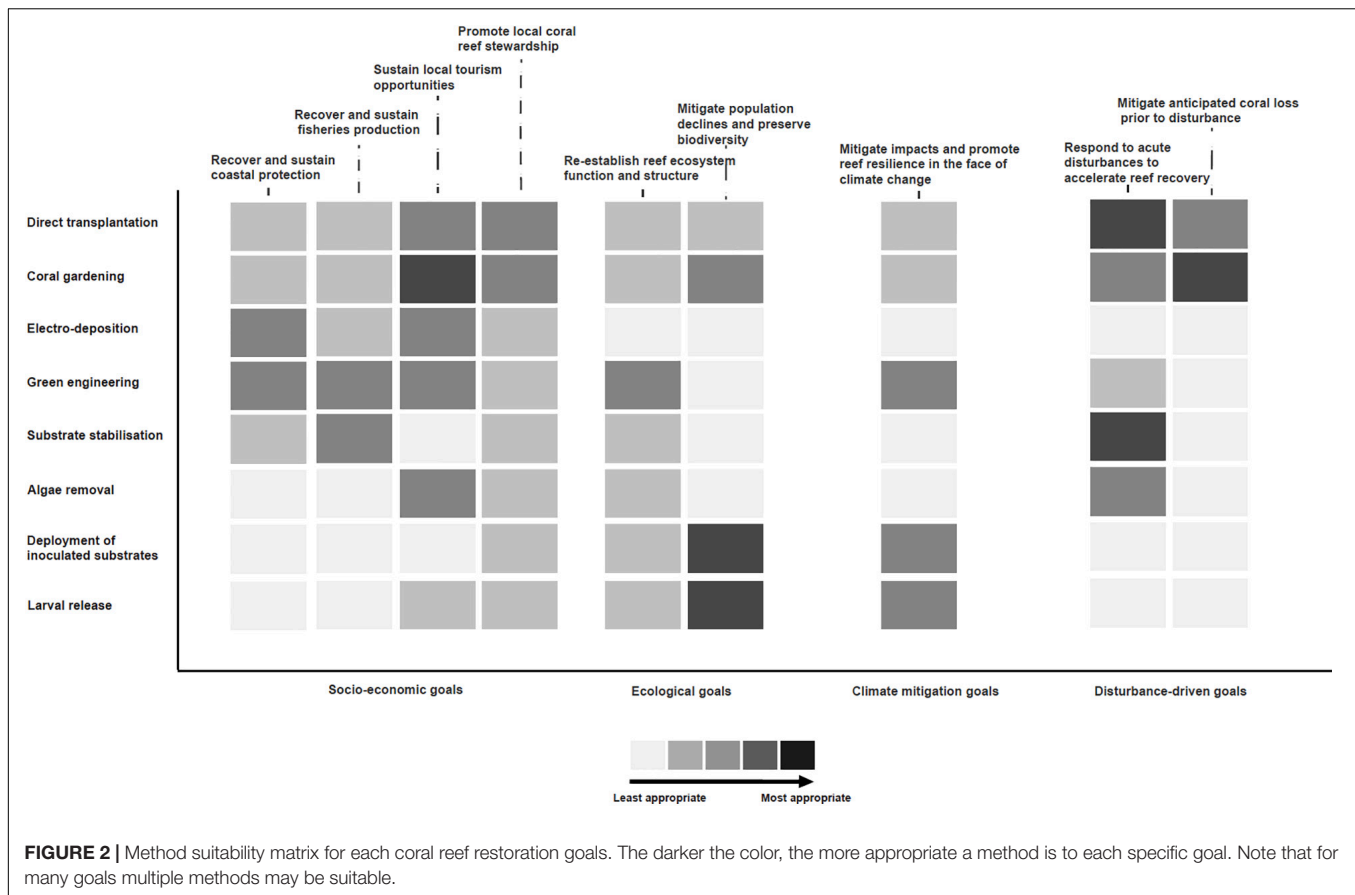 Promote local coral
reef stewardship
Sustain local tourism
opportunities
Recover and sustain
fisheries production
Recover and sustain
coastal protection
Mitigate population
declines and preserve
biodiversity
Re-establish reef ecosystem
function and structure
Mitigate impacts and promote
reef resilience in the face of
climate change
Mitigate anticipated coral loss
prior to disturbance
Respond to acute
disturbances to
accelerate reef recovery
Direct transplantation
Coral gardening
Electro-deposition
Green engineering
Substrate stabilisation
Algae removal
Deployment of
inoculated substrates
Larval release
Socio-economic goals
Ecological goals
Climate mitigation goals
Disturbance-driven goals
Least appropriate
Most appropriate
FIGURE 2 | Method suitability matrix for each coral reef restoration goals. The darker the color, the more appropriate a method is to each specific goal. Note that for
many goals multiple methods may be suitable.